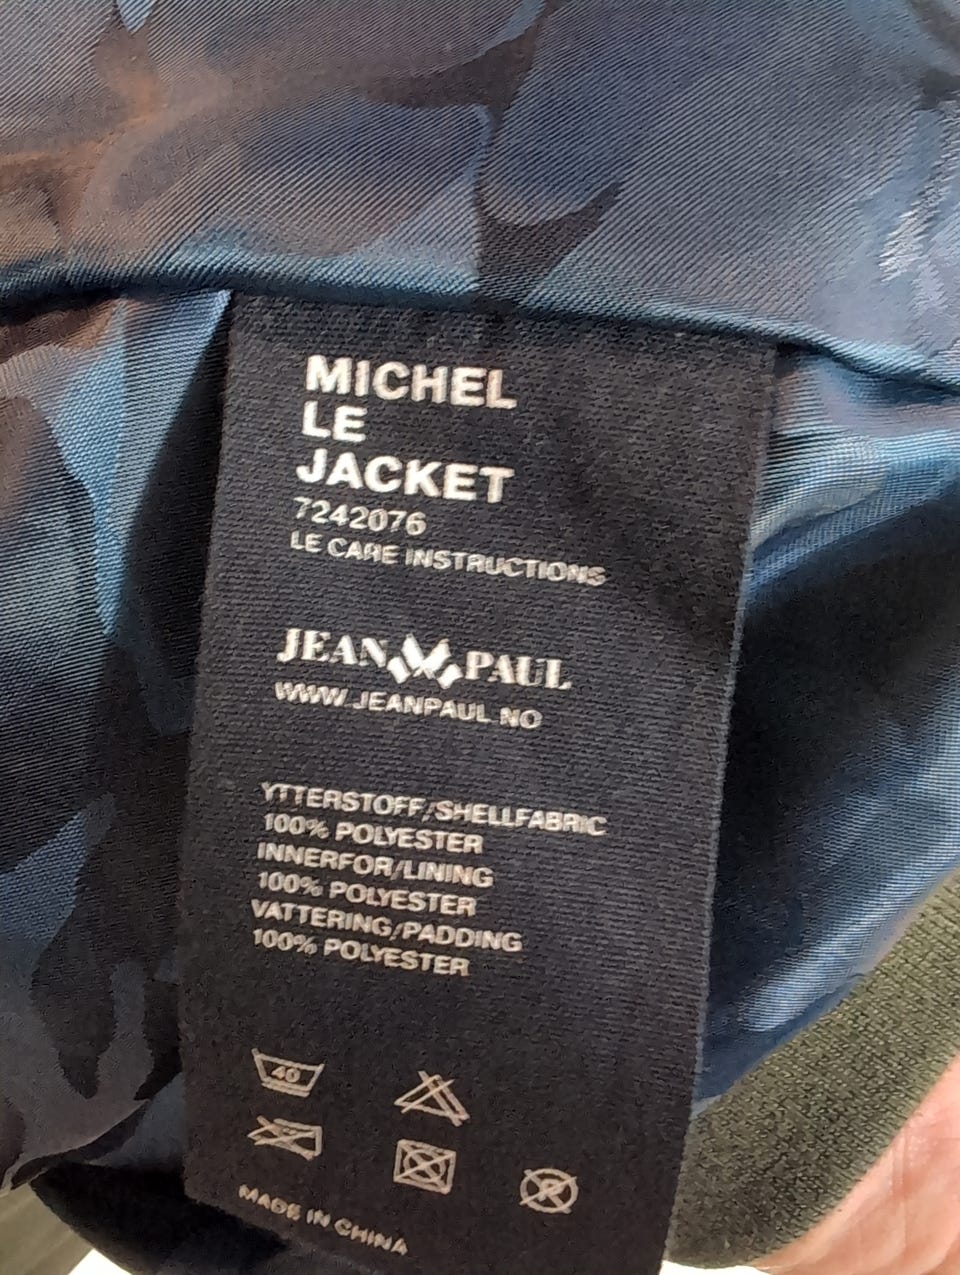 MICHEL
LE
JACKET
7242076
LE CARE INSTRUCTIONS
JEAN PAUL
WWW.JEANPAUL.NO
YTTERSTOFF/SHELLFABRIC
100% POLYESTER
INNERFOR/LINING
100% POLYESTER
VATTERING/PADDING
100% POLYESTER
40
R
MADE IN CHINA